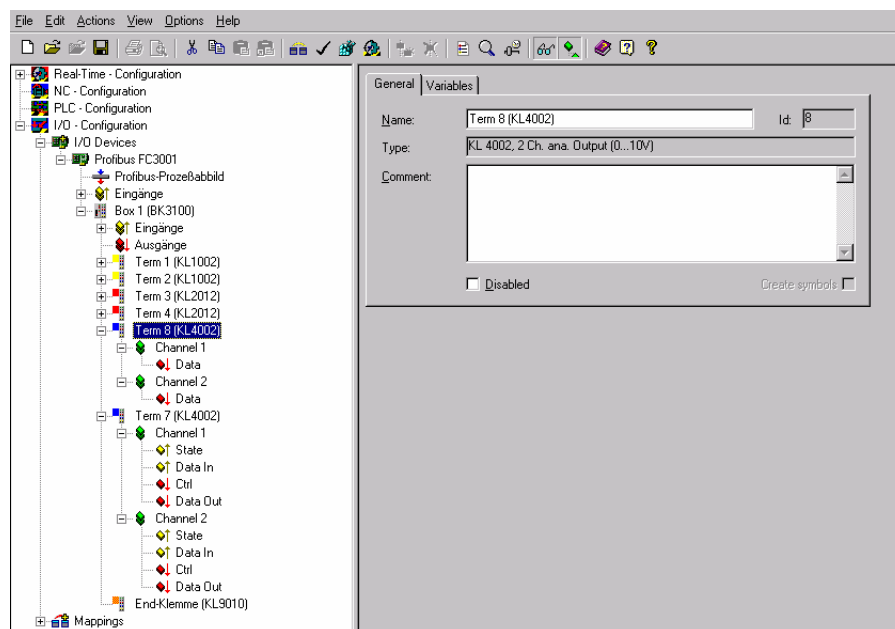 File Edit Actions View Options Help
Real-Time - Configuration
NC - Configuration
PLC - Configuration
I/O - Configuration
I/O Devices
Profibus FC3001
Profibus-Prozeßabbild
Eingänge
Box 1 (BK3100)
Eingänge
Ausgänge
Term 1 (KL1002)
Term 2 (KL1002)
Term 3 (KL2012)
Term 4 (KL2012)
Term 8 (KL4002)
Channel 1
Data
Channel 2
Data
Term 7 (KL4002)
Channel 1
State
Data In
Ctrl
Data Out
Channel 2
State
Data In
Ctrl
Data Out
End-Klemme (KL9010)
Mappings
General Variables
Name: Term 8 (KL4002) Id: 8
Type: KL 4002, 2 Ch. ana. Output (0...10V)
Comment:
Disabled Create symbols